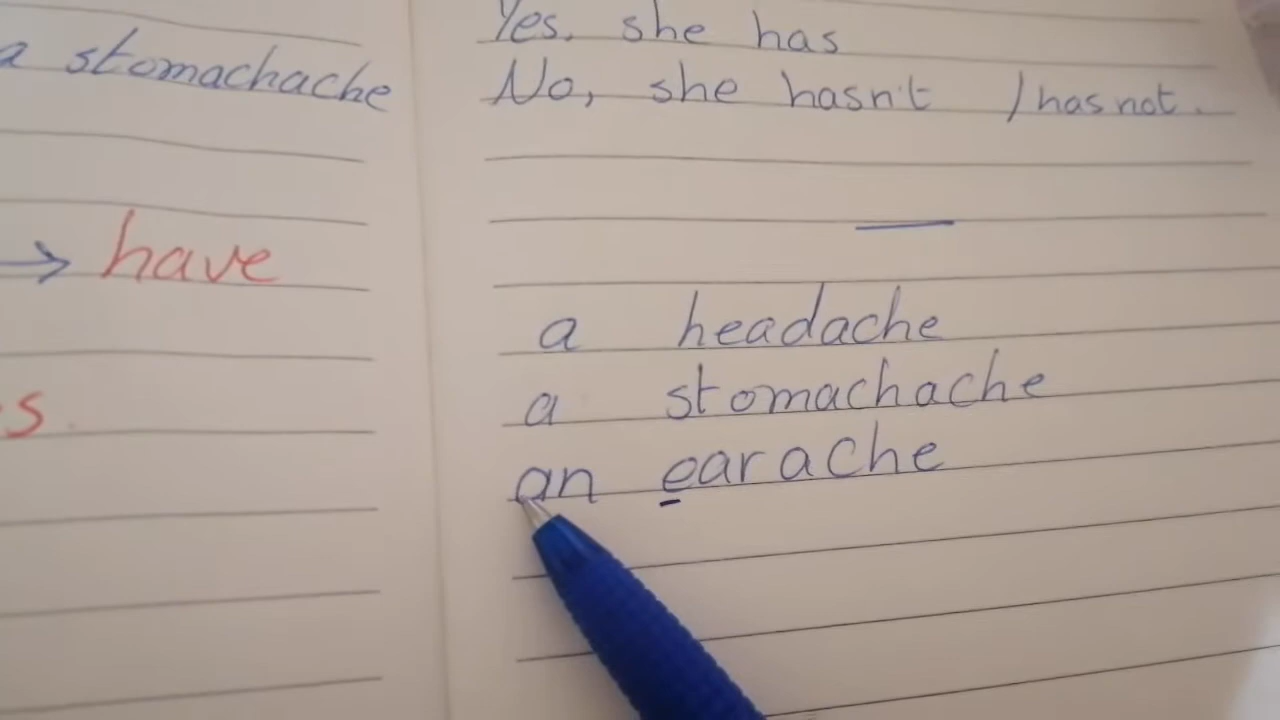 a stomachache
→ have
s.
Yes, she has
No, she hasn't / has not.
a headache
a stomachache
an earache